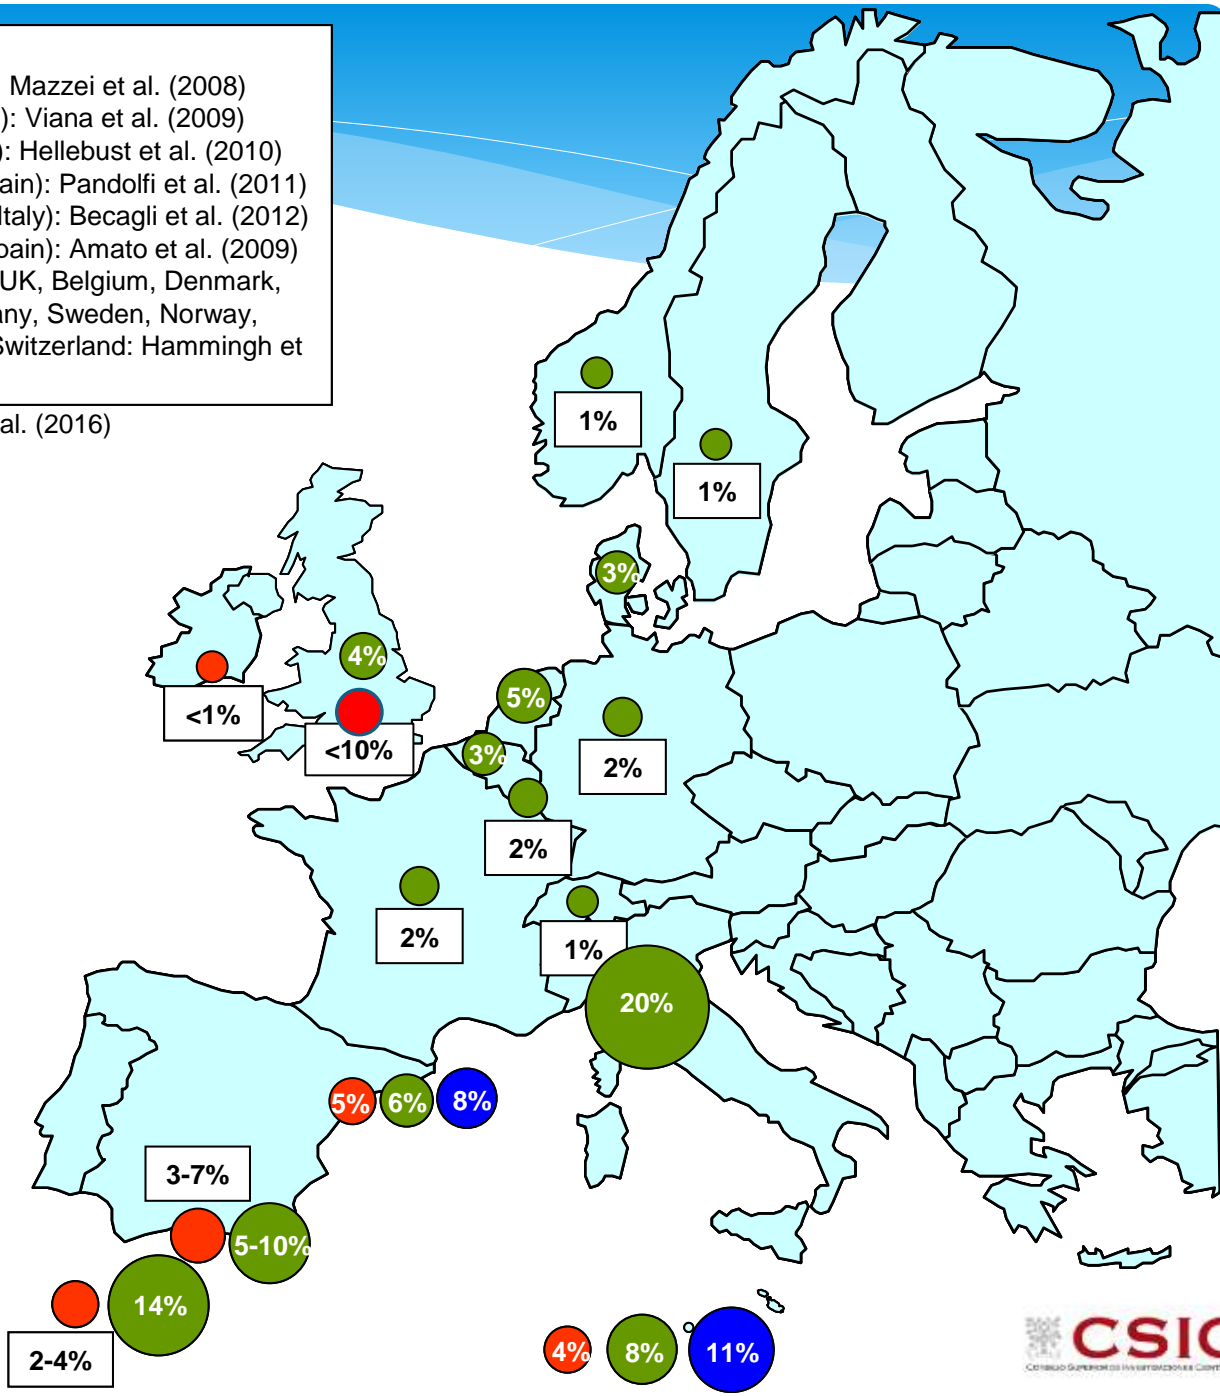 Mazzei et al. (2008)
): Viana et al. (2009)
): Hellebust et al. (2010)
ain): Pandolfi et al. (2011)
Italy): Becagli et al. (2012)
pain): Amato et al. (2009)
UK, Belgium, Denmark,
any, Sweden, Norway,
Switzerland: Hammingh et
al. (2016)
1%
1%
3%
4%
<1%
<10%
5%
3%
2%
2%
2%
1%
20%
5% 6% 8%
3-7%
5-10%
14%
2-4%
4% 8% 11%
CSIC